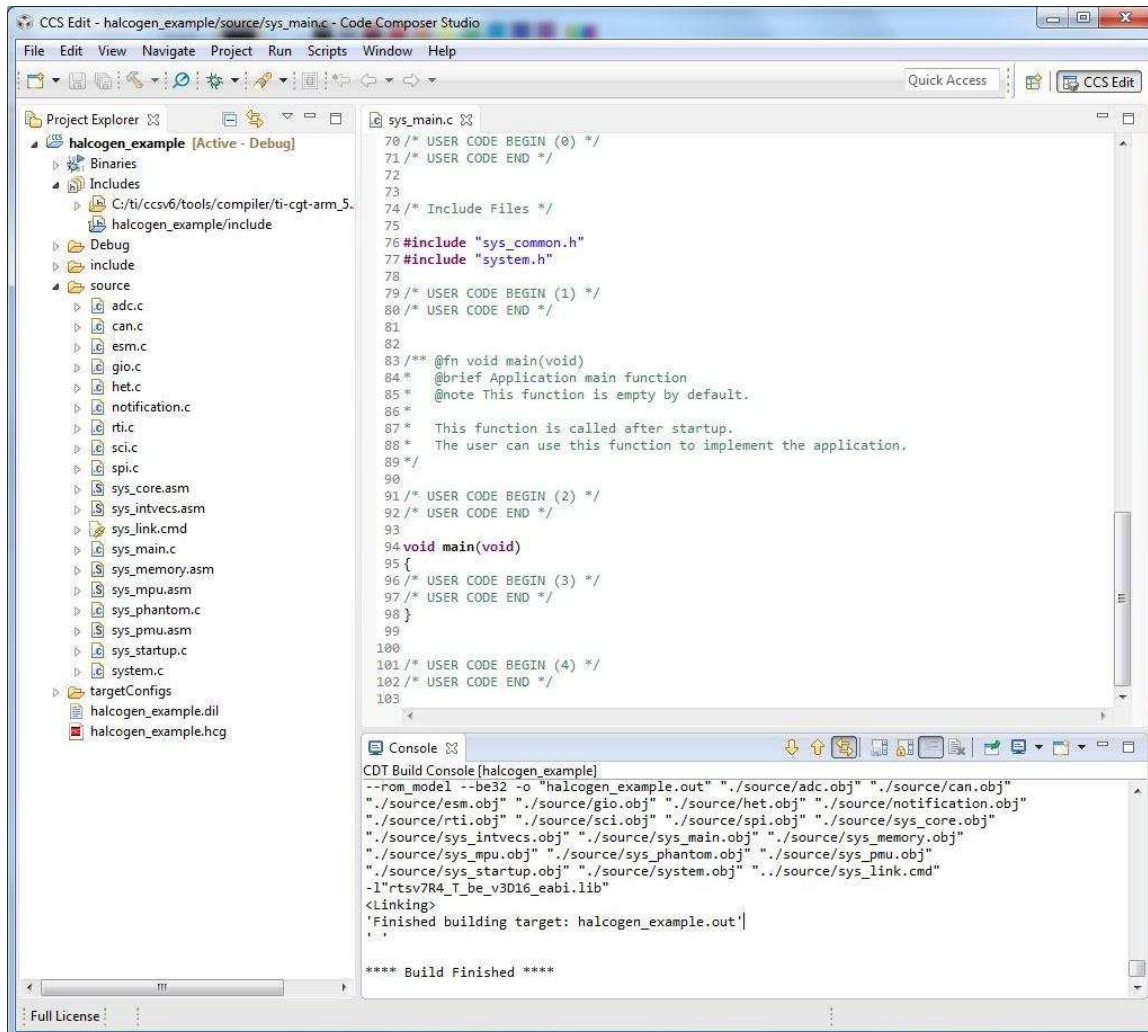 CCS Edit - halcogen_example/source/sys_main.c - Code Composer Studio
File Edit View Navigate Project Run Scripts Window Help
Quick Access
CCS Edit
Project Explorer
halcogen_example [Active - Debug]
Binaries
Includes
C:/ti/ccsv6/tools/compiler/ti-cgt-arm_5.
halcogen_example/include
Debug
include
source
adc.c
can.c
esm.c
gio.c
het.c
notification.c
rti.c
sci.c
spi.c
sys_core.asm
sys_intvecs.asm
sys_link.cmd
sys_main.c
sys_memory.asm
sys_mpu.asm
sys_phantom.c
sys_pmu.asm
sys_startup.c
system.c
targetConfigs
halcogen_example.dil
halcogen_example.hcg
sys_main.c
70 /* USER CODE BEGIN (0) */
71 /* USER CODE END */
72
73
74 /* Include Files */
75
76 #include "sys_common.h"
77 #include "system.h"
78
79 /* USER CODE BEGIN (1) */
80 /* USER CODE END */
81
82
83 /** @fn void main(void)
84 *   @brief Application main function
85 *   @note This function is empty by default.
86 *
87 *   This function is called after startup.
88 *   The user can use this function to implement the application.
89 */
90
91 /* USER CODE BEGIN (2) */
92 /* USER CODE END */
93
94 void main(void)
95 {
96 /* USER CODE BEGIN (3) */
97 /* USER CODE END */
98 }
99
100
101 /* USER CODE BEGIN (4) */
102 /* USER CODE END */
103
Console
CDT Build Console [halcogen_example]
--rom_model --be32 -o "halcogen_example.out" "./source/adc.obj" "./source/can.obj"
"./source/esm.obj" "./source/gio.obj" "./source/het.obj" "./source/notification.obj"
"./source/rti.obj" "./source/sci.obj" "./source/spi.obj" "./source/sys_core.obj"
"./source/sys_intvecs.obj" "./source/sys_main.obj" "./source/sys_memory.obj"
"./source/sys_mpu.obj" "./source/sys_phantom.obj" "./source/sys_pmu.obj"
"./source/sys_startup.obj" "./source/system.obj" "../source/sys_link.cmd"
-l"rtsv7R4_T_be_v3D16_eabi.lib"
<Linking>
'Finished building target: halcogen_example.out'
' '
**** Build Finished ****
Full License